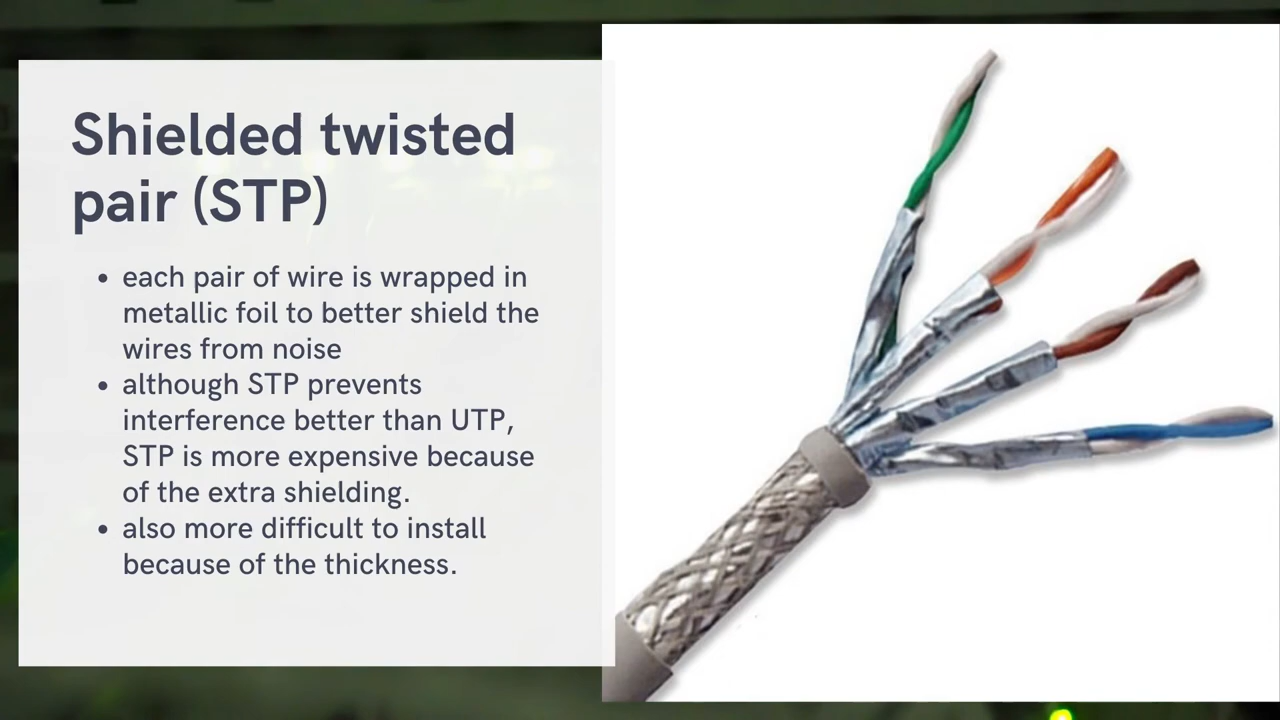 Shielded twisted
pair (STP)
• each pair of wire is wrapped in
metallic foil to better shield the
wires from noise
• although STP prevents
interference better than UTP,
STP is more expensive because
of the extra shielding.
• also more difficult to install
because of the thickness.